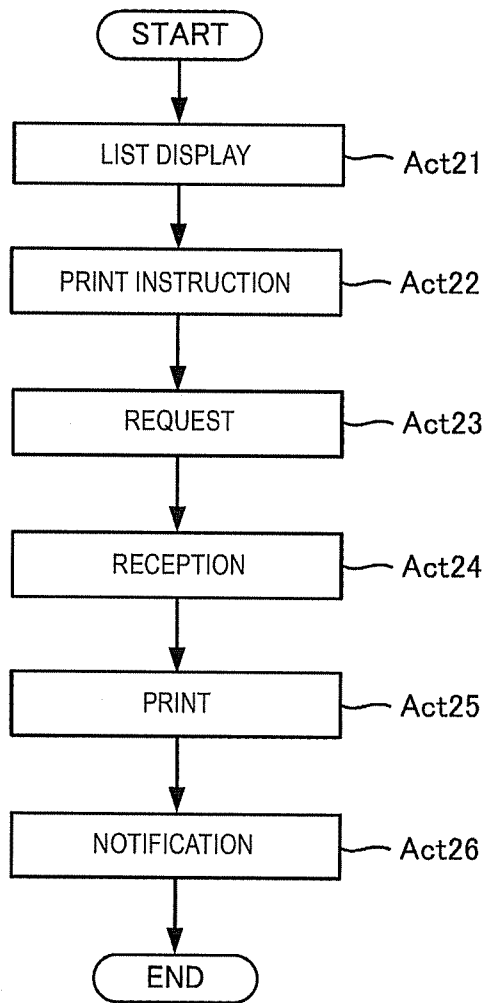 START
LIST DISPLAY
Act21
PRINT INSTRUCTION
Act22
REQUEST
Act23
RECEPTION
Act24
PRINT
Act25
NOTIFICATION
Act26
END